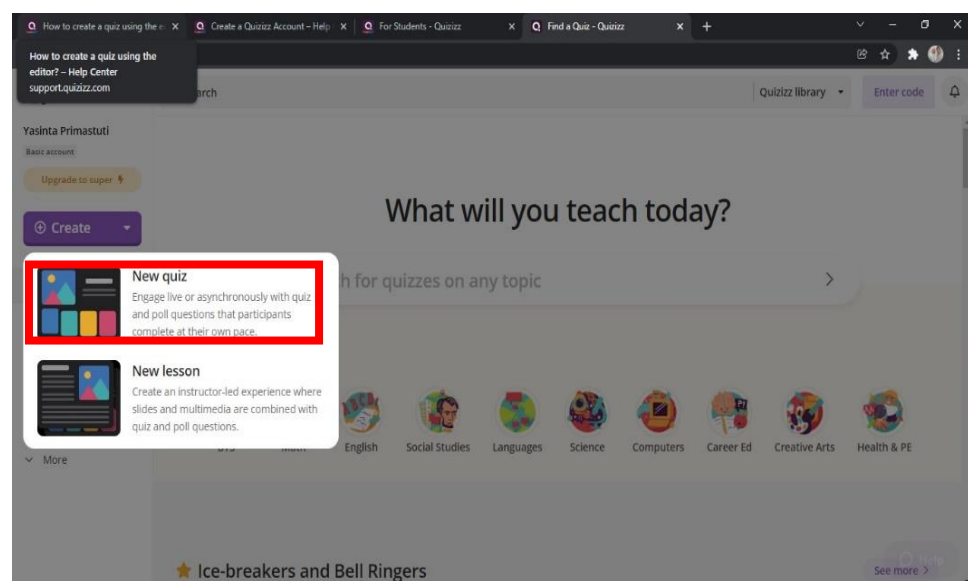 How to create a quiz using the e
Create a Quizizz Account – Help
For Students - Quizizz
Find a Quiz - Quizizz
How to create a quiz using the
editor? – Help Center
support.quizizz.com
arch
Quizizz library
Enter code
Yasinta Primastuti
Basic account
Upgrade to super
Create
What will you teach today?
h for quizzes on any topic
New quiz
Engage live or asynchronously with quiz
and poll questions that participants
complete at their own pace.
New lesson
Create an instructor-led experience where
slides and multimedia are combined with
quiz and poll questions.
English
Social Studies
Languages
Science
Computers
Career Ed
Creative Arts
Health & PE
More
Ice-breakers and Bell Ringers
See more
Help